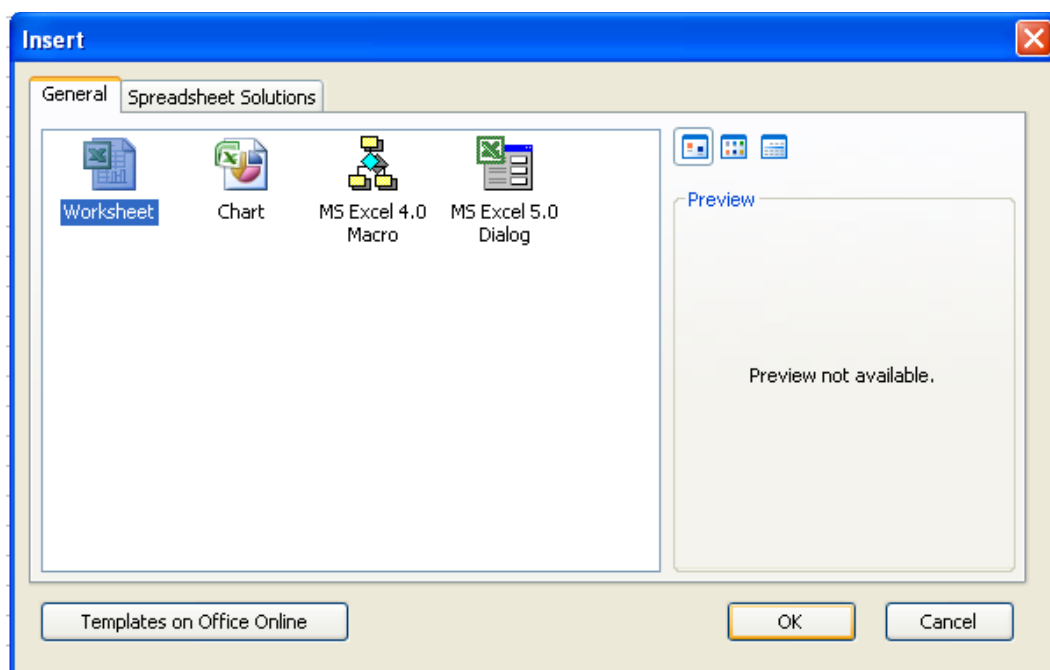 Insert
General
Spreadsheet Solutions
Worksheet
Chart
MS Excel 4.0
Macro
MS Excel 5.0
Dialog
Preview
Preview not available.
Templates on Office Online
OK
Cancel